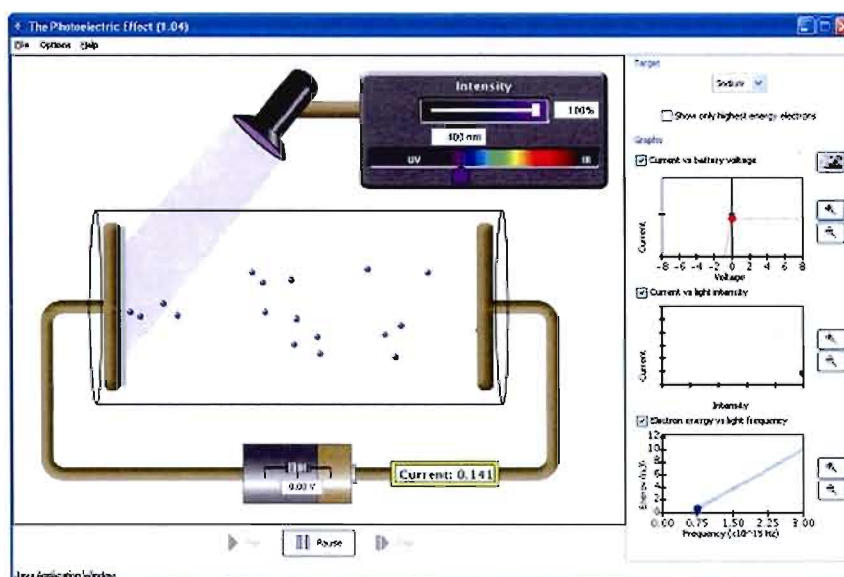 The Photoelectric Effect (1.04)
File Options Help
Intensity
100%
400 nm
UV IR
Target
Sodium
Show only highest energy electrons
Graphs
Current vs battery voltage
Current
-8 -6 -4 -2 0 2 4 6 8
Voltage
Current vs light intensity
Current
Intensity
Electron energy vs light frequency
12
10
8
6
4
2
0
0.00 0.75 1.50 2.25 3.00
Frequency (x10^15 Hz)
0.00 V
Current: 0.141
Pause
Java Application Window